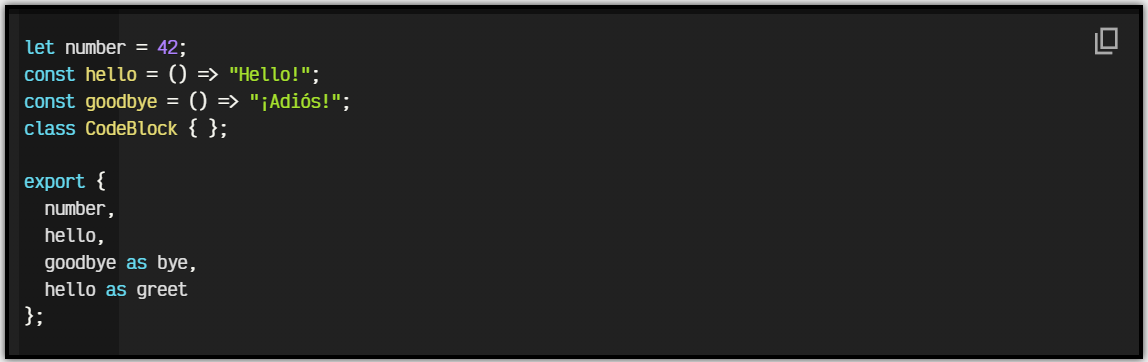 let number = 42;
const hello = () => "Hello!";
const goodbye = () => "¡Adiós!";
class CodeBlock { };

export {
  number,
  hello,
  goodbye as bye,
  hello as greet
};